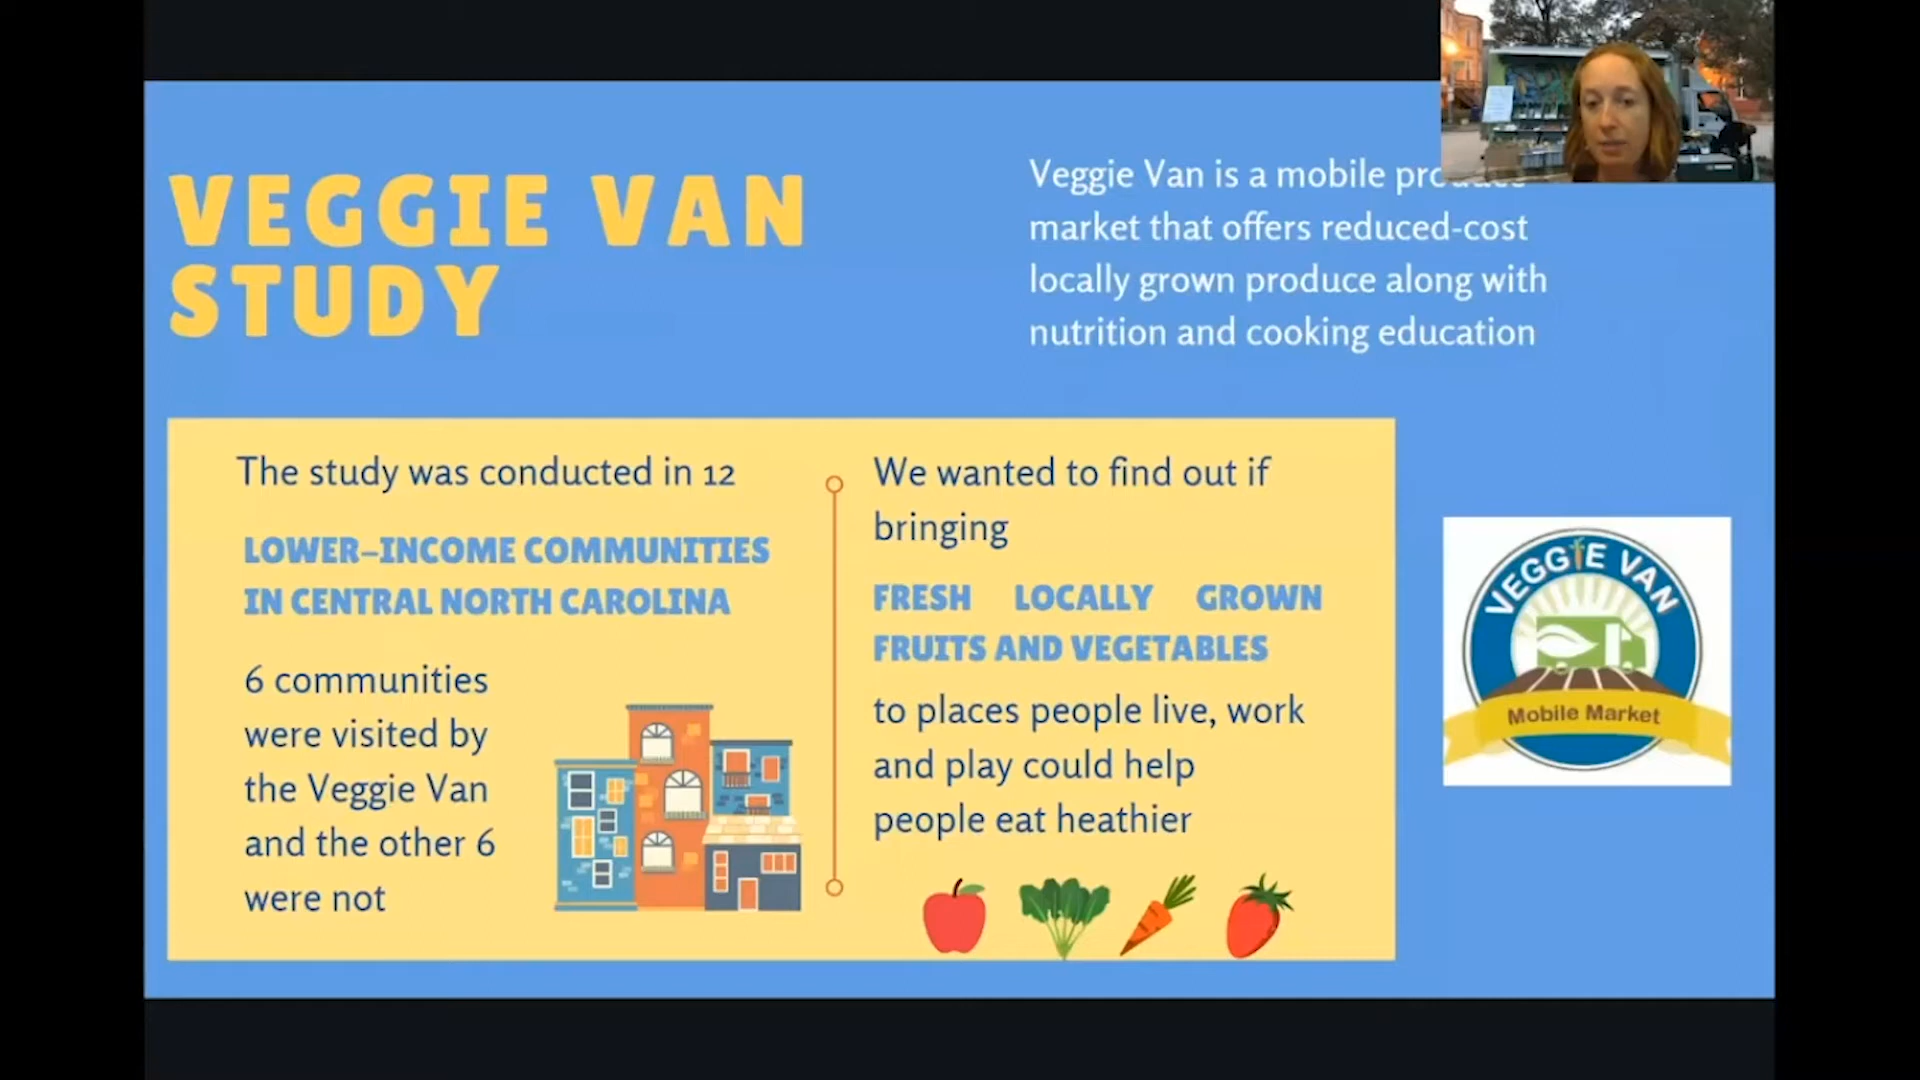 VEGGIE VAN
STUDY
Veggie Van is a mobile produce
market that offers reduced-cost
locally grown produce along with
nutrition and cooking education
The study was conducted in 12
LOWER-INCOME COMMUNITIES
IN CENTRAL NORTH CAROLINA
6 communities
were visited by
the Veggie Van
and the other 6
were not
We wanted to find out if
bringing
FRESH LOCALLY GROWN
FRUITS AND VEGETABLES
to places people live, work
and play could help
people eat heathier
VEGGIE VAN
Mobile Market